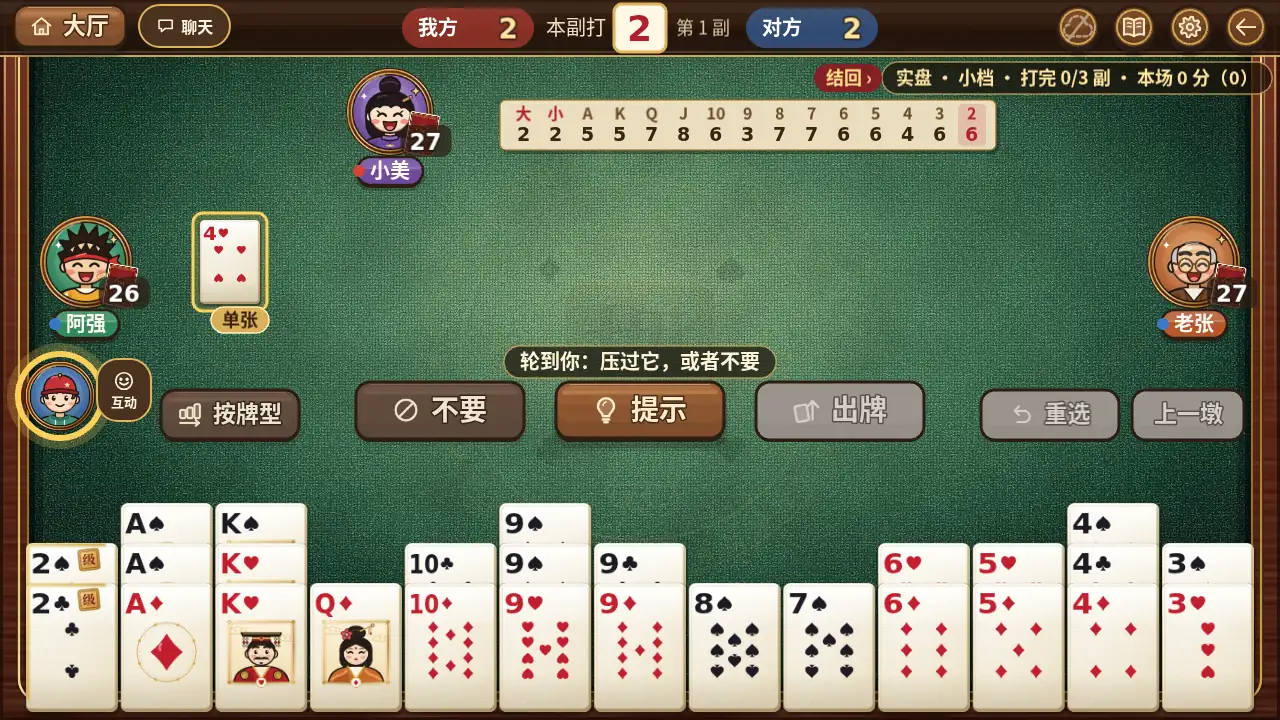 大厅
聊天
我方 2
本副打 2 第 1 副
对方 2
结回 ›
实盘 · 小档 · 打完 0/3 副 · 本场 0 分（0）
大 小 A K Q J 10 9 8 7 6 5 4 3 2
2 2 5 5 7 8 6 3 7 7 6 6 4 6 6
27
小美
4♥
单张
26
阿强
27
老张
轮到你：压过它，或者不要
互动
按牌型
不要
提示
出牌
重选
上一墩
A♠ K♠ 9♠ 4♠
2♠ 级 A♠ K♥ 10♣ 9♠ 9♣ 6♥ 5♥ 4♣ 3♠
2♣ 级 A♦ K♥ Q♦ 10♦ 9♥ 9♦ 8♠ 7♠ 6♦ 5♦ 4♦ 3♥